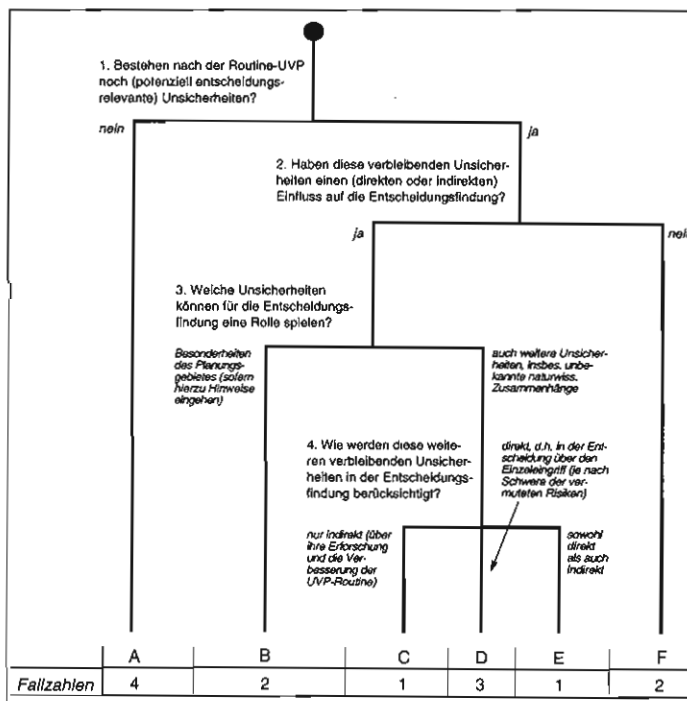 1. Bestehen nach der Routine-UVP
noch (potenziell entscheidungs-
relevante) Unsicherheiten?
nein
ja
2. Haben diese verbleibenden Unsicher-
heiten einen (direkten oder indirekten)
Einfluss auf die Entscheidungsfindung?
ja
nein
3. Welche Unsicherheiten
können für die Entscheidungs-
findung eine Rolle spielen?
Besonderheiten
des Planungs-
gebietes (sofern
hierzu Hinweise
eingehen)
auch weitere Unsicher-
heiten, insbes. unbe-
kannte naturwiss.
Zusammenhänge
4. Wie werden diese weite-
ren verbleibenden Unsicher-
heiten in der Entscheidungs-
findung berücksichtigt?
direkt, d.h. in der Ent-
scheidung über den
Einzeleingriff (je nach
Schwere der ver-
muteten Risiken)
nur indirekt (über
ihre Erforschung
und die Ver-
besserung der
UVP-Routine)
sowohl
direkt
als auch
indirekt
A B C D E F
Fallzahlen 4 2 1 3 1 2